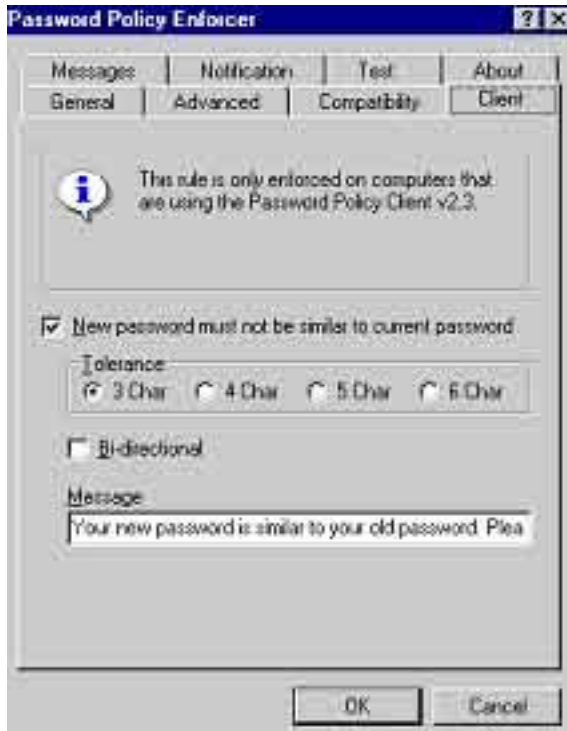 Password Policy Enforcer
Messages Notification Test About
General Advanced Compatibility Client
This rule is only enforced on computers that
are using the Password Policy Client v2.3.
New password must not be similar to current password
Tolerance
3 Char 4 Char 5 Char 6 Char
Bi-directional
Message
Your new password is similar to your old password. Plea
OK Cancel